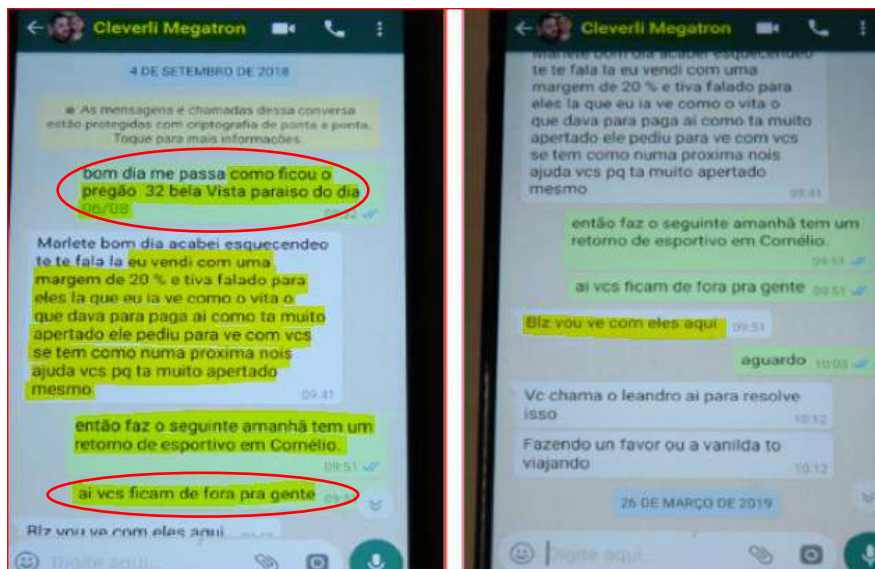 Cleverli Megatron
4 DE SETEMBRO DE 2018
As mensagens e chamadas dessa conversa
estão protegidas com criptografia de ponta a ponta.
Toque para mais informações.
bom dia me passa como ficou o
pregão 32 bela Vista paraiso do dia
06/08
Marlete bom dia acabei esquecendeo
te te fala la eu vendi com uma
margem de 20 % e tiva falado para
eles la que eu ia ve como o vita o
que dava para paga ai como ta muito
apertado ele pediu para ve com vcs
se tem como numa proxima nois
ajuda vcs pq ta muito apertado
mesmo
09:41
então faz o seguinte amanhã tem um
retorno de esportivo em Cornélio.
09:51
ai vcs ficam de fora pra gente
Blz vou ve com eles aqui
Digite aqui...
Cleverli Megatron
Marlete bom dia acabei esquecendeo
te te fala la eu vendi com uma
margem de 20 % e tiva falado para
eles la que eu ia ve como o vita o
que dava para paga ai como ta muito
apertado ele pediu para ve com vcs
se tem como numa proxima nois
ajuda vcs pq ta muito apertado
mesmo
09:41
então faz o seguinte amanhã tem um
retorno de esportivo em Cornélio.
09:51
ai vcs ficam de fora pra gente 09:51
Blz vou ve com eles aqui 09:51
aguardo 10:03
Vc chama o leandro ai para resolve
isso
10:12
Fazendo un favor ou a vanilda to
viajando
10:12
26 DE MARÇO DE 2019
Digite aqui...